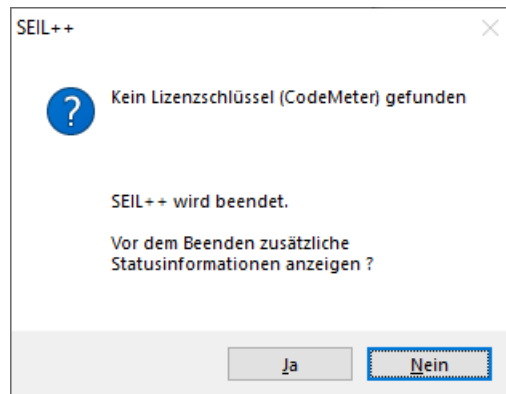 SEIL++
Kein Lizenzschlüssel (CodeMeter) gefunden
SEIL++ wird beendet.
Vor dem Beenden zusätzliche
Statusinformationen anzeigen ?
Ja
Nein